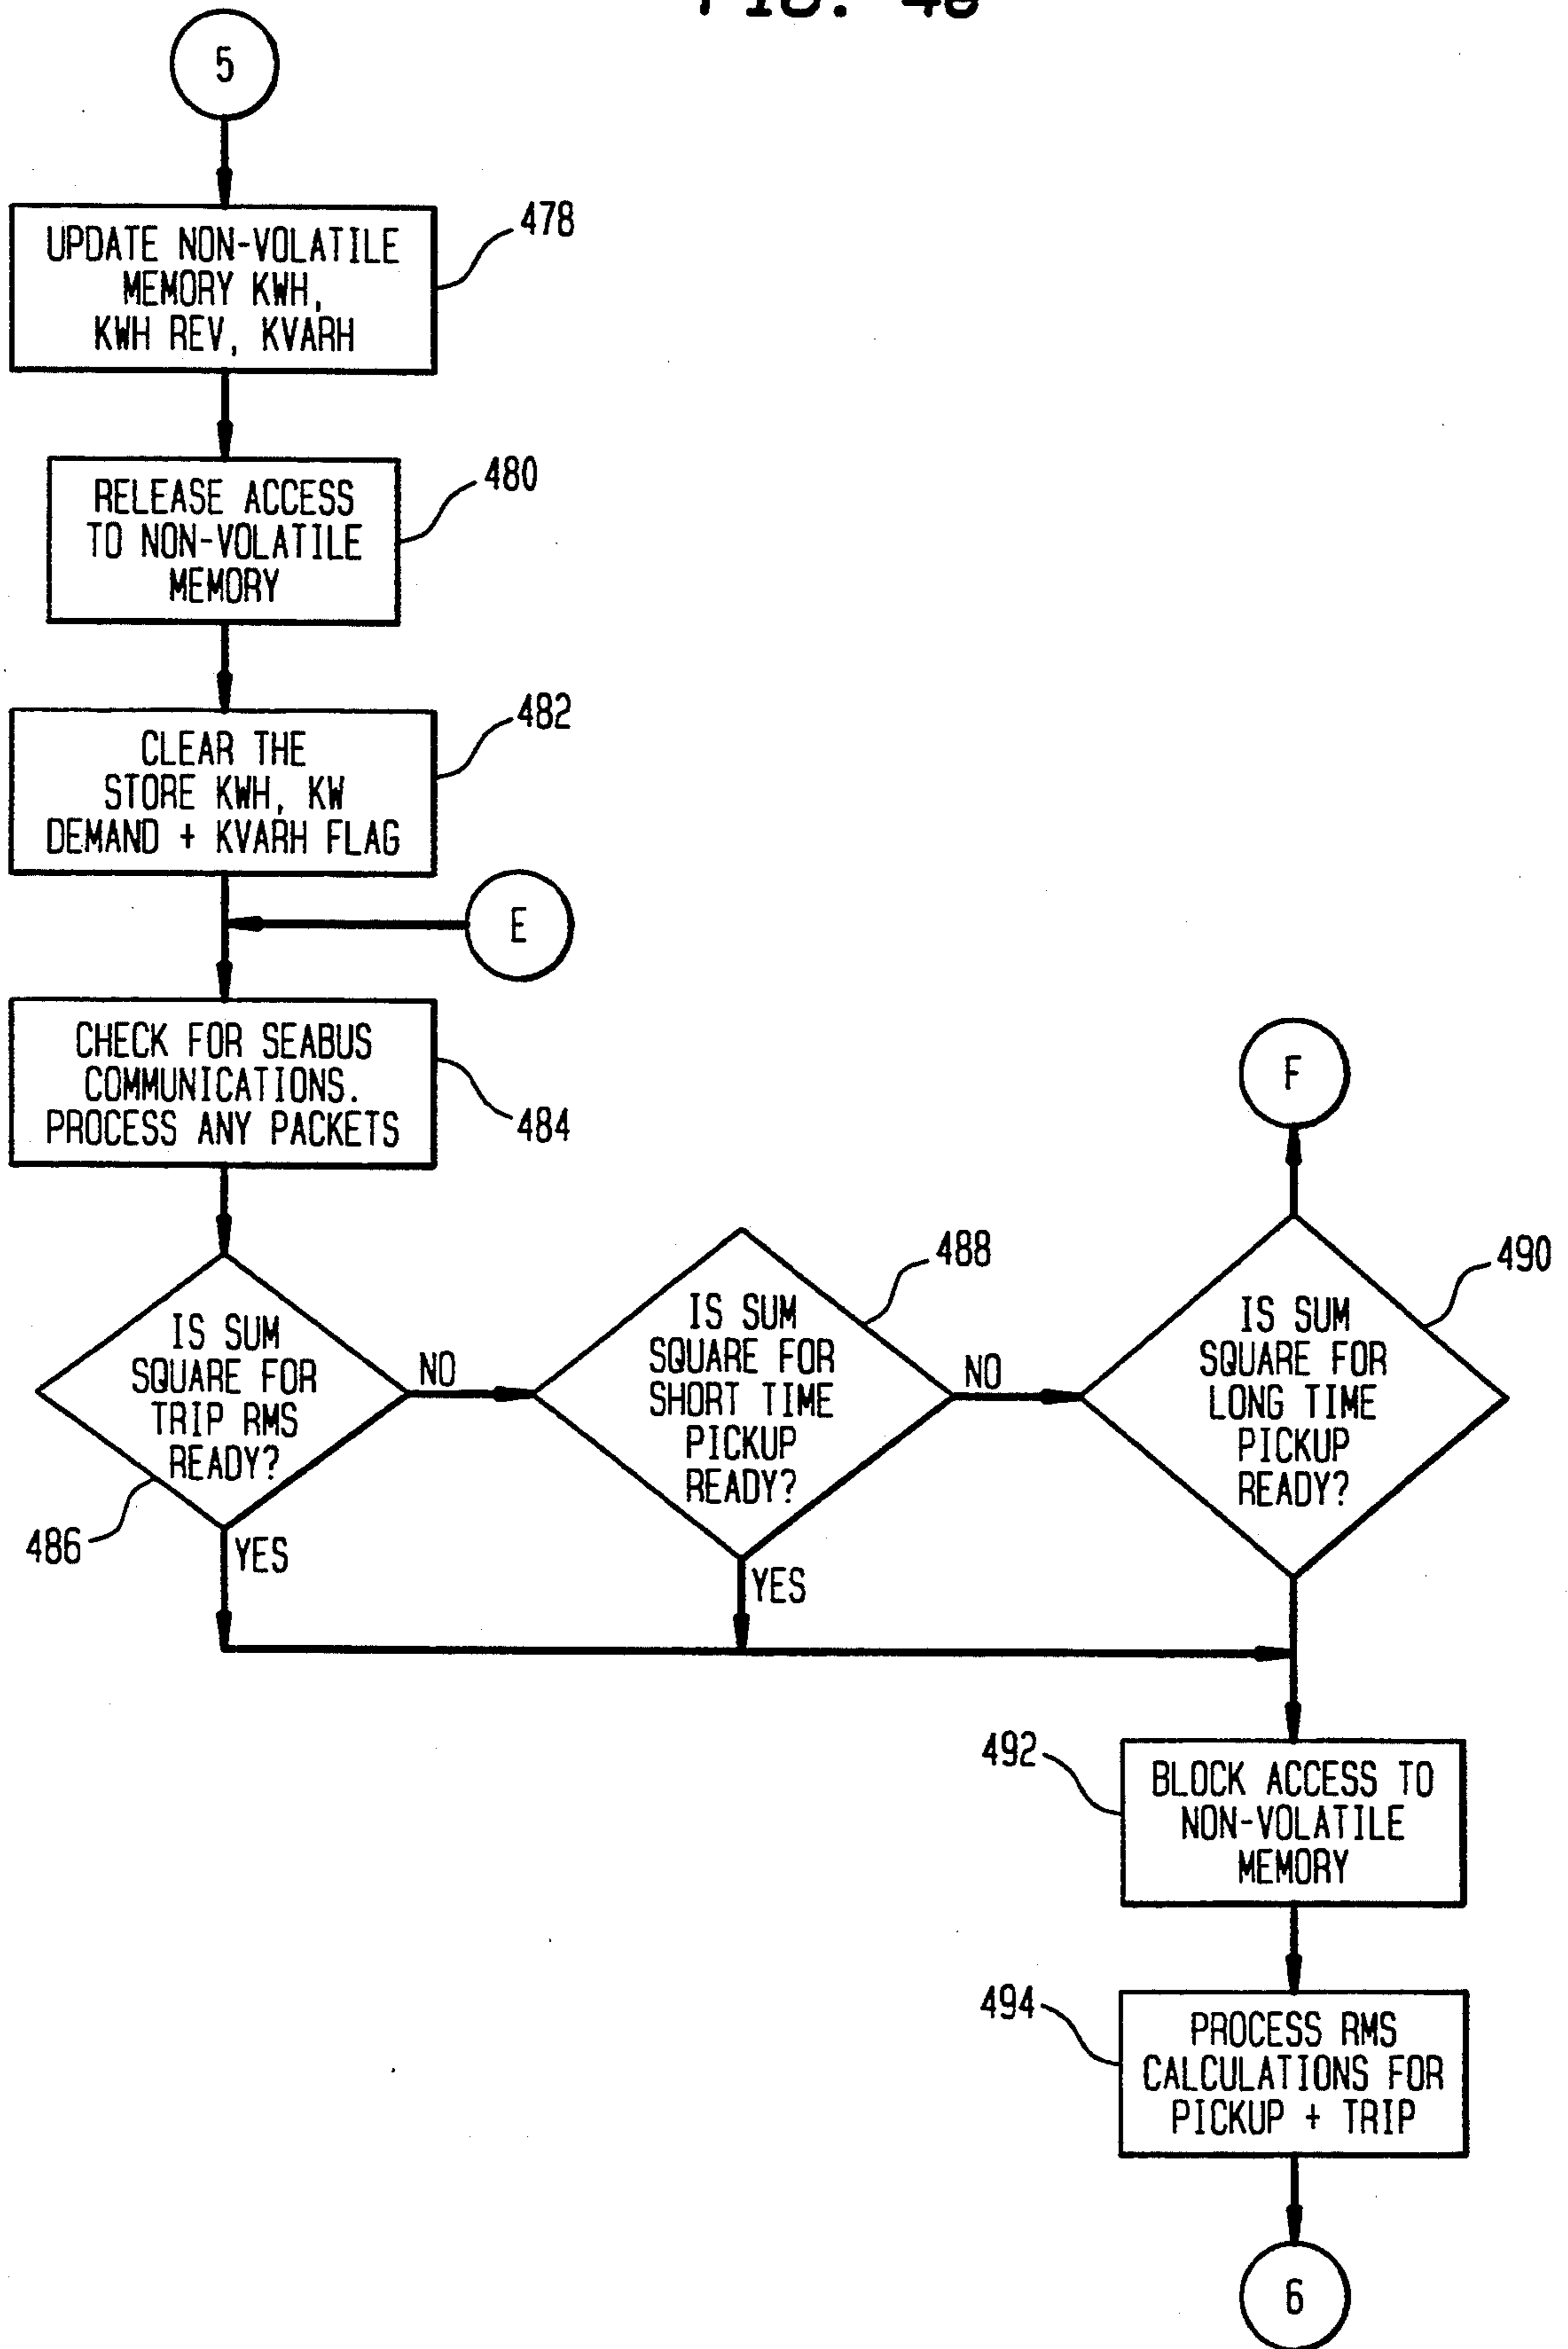 5
UPDATE NON-VOLATILE
MEMORY KWH,
KWH REV, KVARH
478
RELEASE ACCESS
TO NON-VOLATILE
MEMORY
480
CLEAR THE
STORE KWH, KW
DEMAND + KVARH FLAG
482
E
CHECK FOR SEABUS
COMMUNICATIONS.
PROCESS ANY PACKETS
484
F
IS SUM
SQUARE FOR
TRIP RMS
READY?
486
NO
YES
IS SUM
SQUARE FOR
SHORT TIME
PICKUP
READY?
488
NO
YES
IS SUM
SQUARE FOR
LONG TIME
PICKUP
READY?
490
492
BLOCK ACCESS TO
NON-VOLATILE
MEMORY
494
PROCESS RMS
CALCULATIONS FOR
PICKUP + TRIP
6